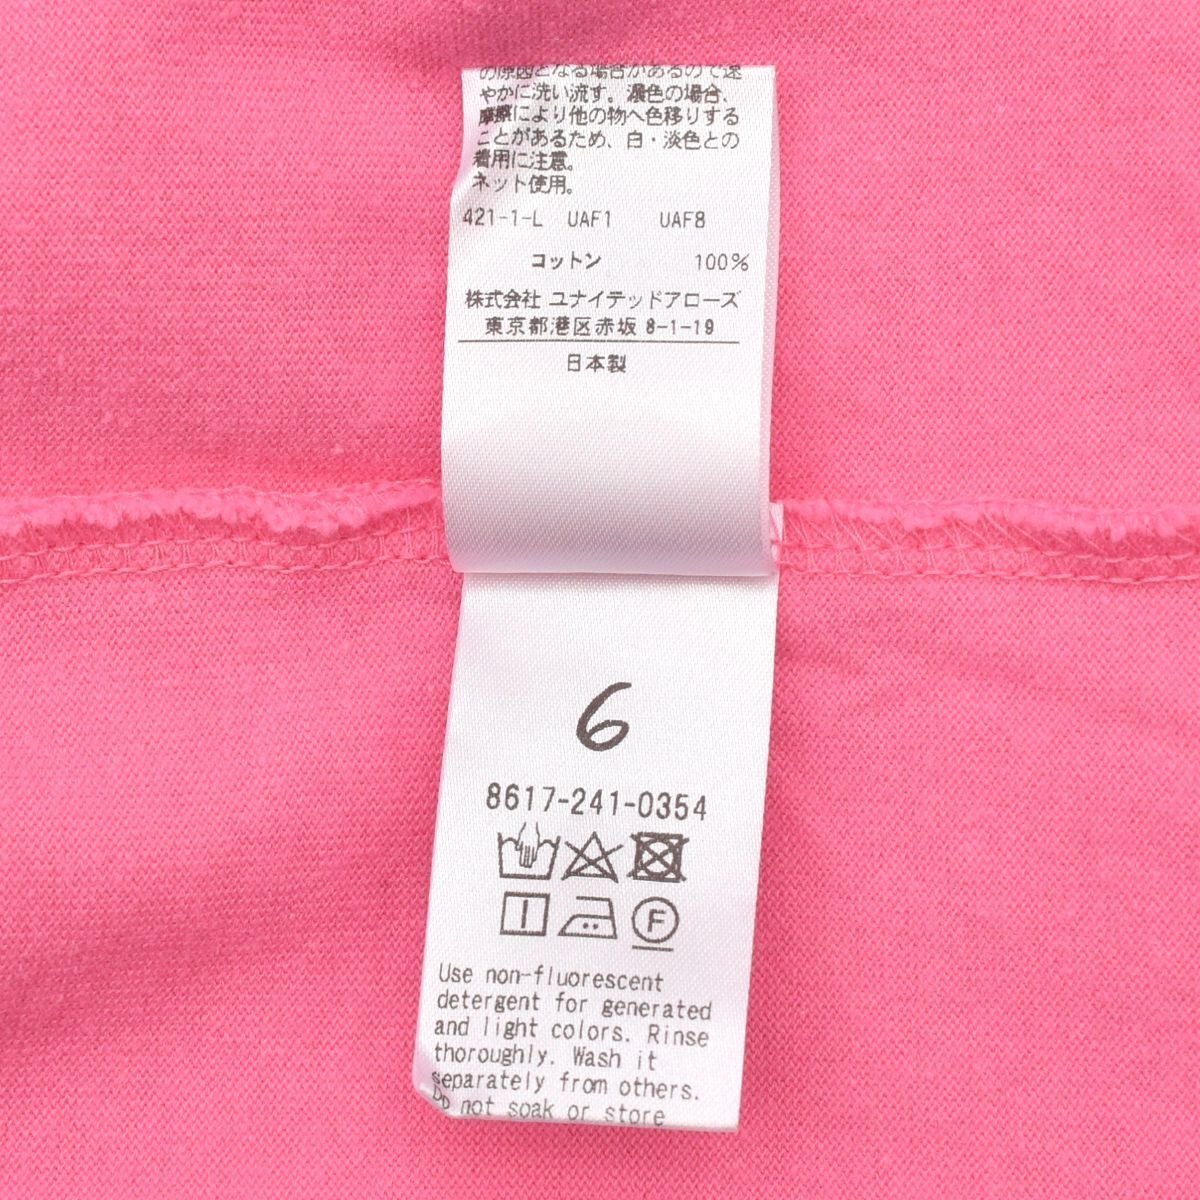 の原因となる場合があるので速
やかに洗い流す。濃色の場合、
摩擦により他の物へ色移りする
ことがあるため、白・淡色との
着用に注意。
ネット使用。
421-1-L UAF1 UAF8
コットン 100%
株式会社 ユナイテッドアローズ
東京都港区赤坂 8-1-19
日本製
6
8617-241-0354
F
Use non-fluorescent
detergent for generated
and light colors. Rinse
thoroughly. Wash it
separately from others.
Do not soak or store